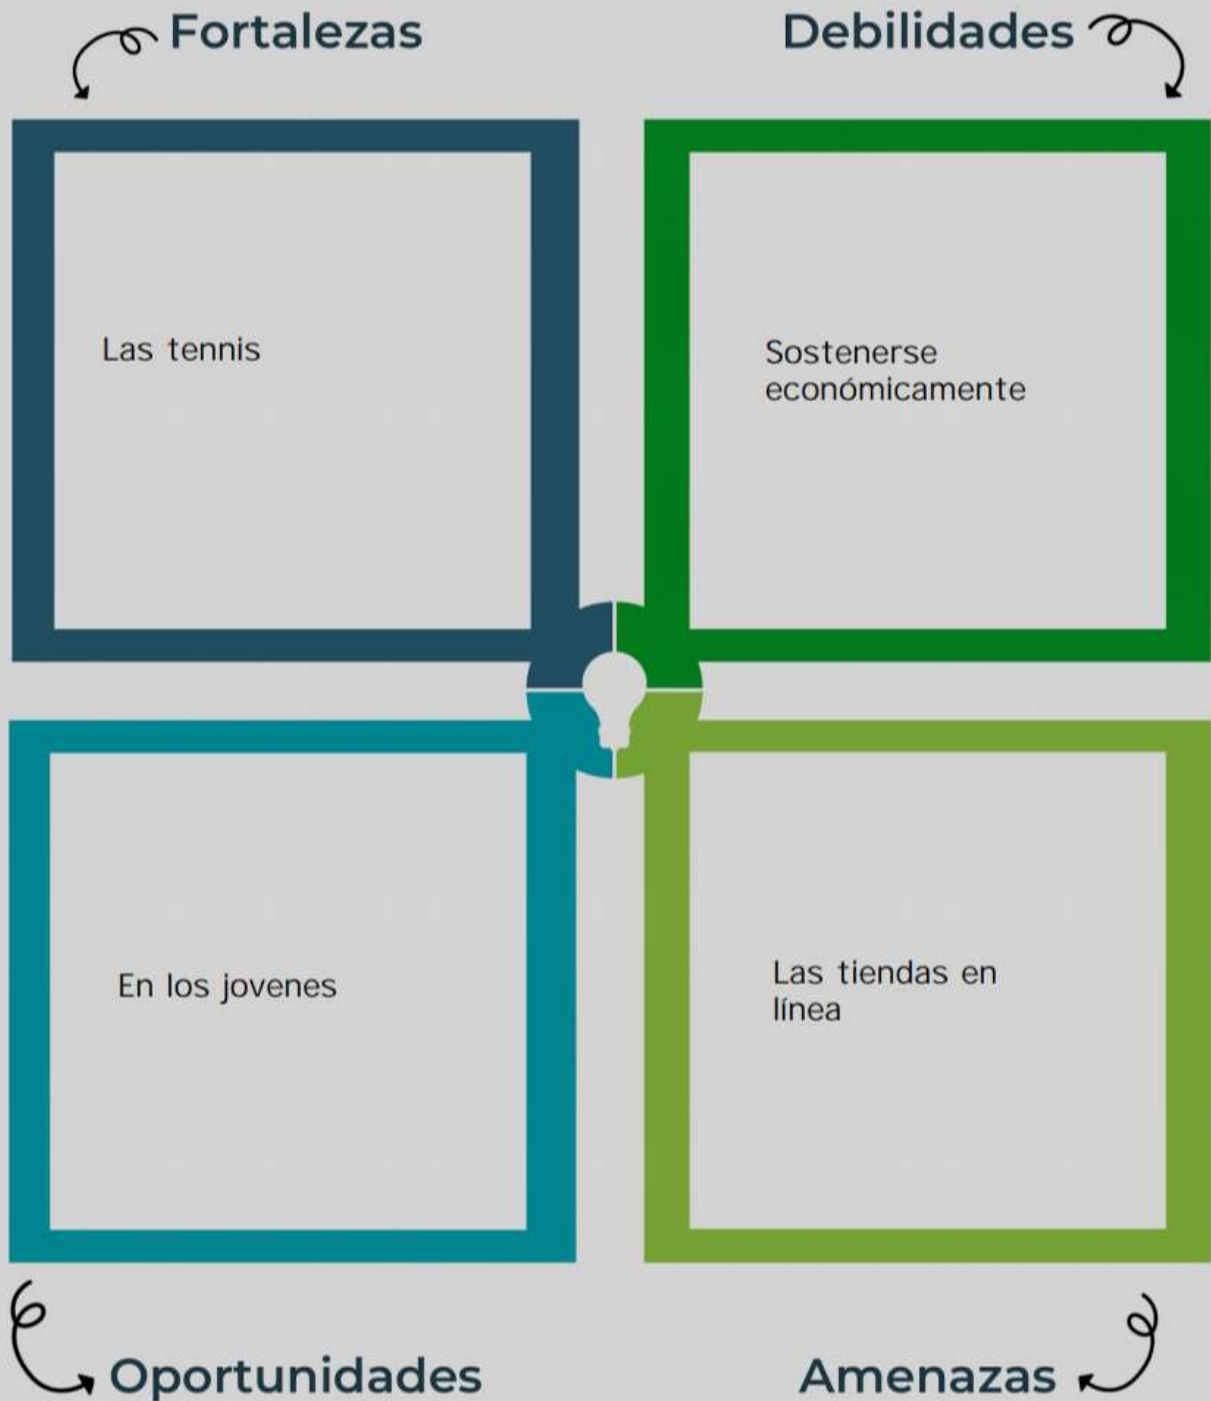 Fortalezas
Debilidades
Las tennis
Sostenerse
económicamente
En los jovenes
Las tiendas en
línea
Oportunidades
Amenazas